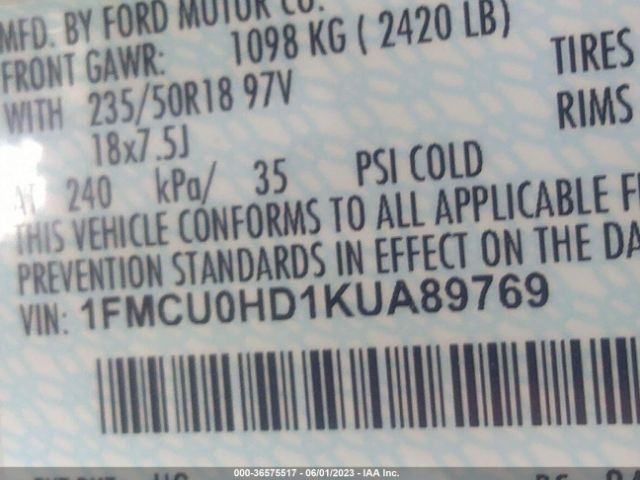 MFD. BY FORD MOTOR CO.
FRONT GAWR: 1098 KG ( 2420 LB)
WITH 235/50R18 97V TIRES
18x7.5J RIMS
AT 240 kPa/ 35 PSI COLD
THIS VEHICLE CONFORMS TO ALL APPLICABLE
PREVENTION STANDARDS IN EFFECT ON THE
VIN: 1FMCU0HD1KUA89769
000-36575517 - 06/01/2023 - IAA Inc.